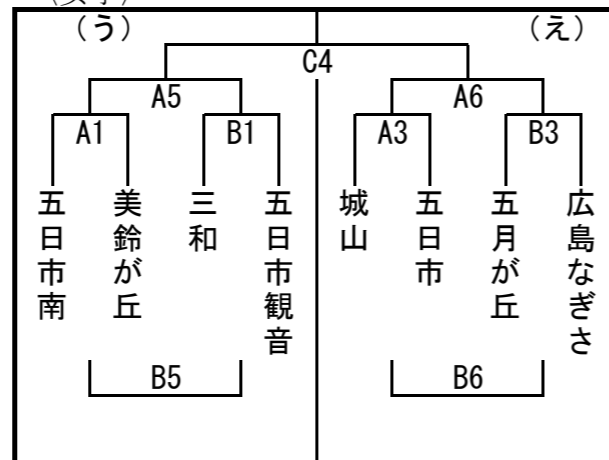 (う) (え)
C4
A5 A6
A1 B1 A3 B3
五日市南
美鈴が丘
三和
五日市観音
城山
五日市
五月が丘
広島なぎさ
B5 B6